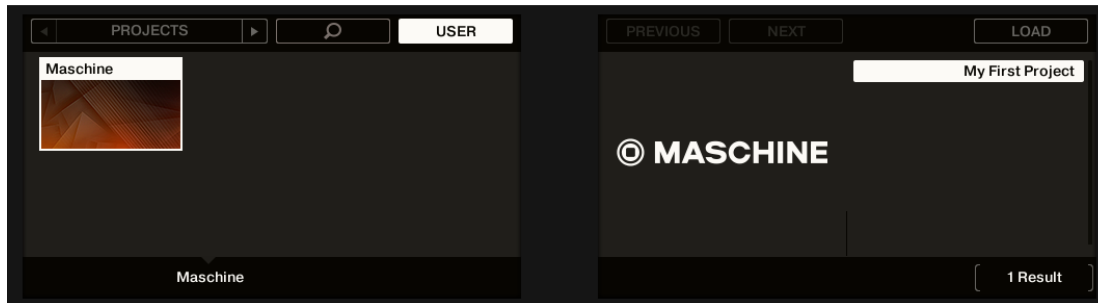 PROJECTS
USER
Maschine
Maschine
PREVIOUS NEXT
LOAD
My First Project
MASCHINE
1 Result